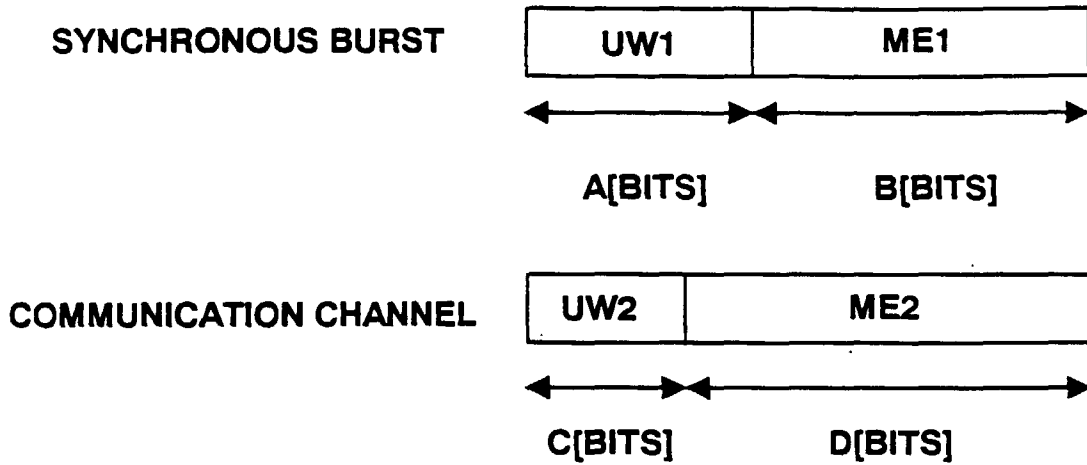 SYNCHRONOUS BURST UW1 ME1
A[BITS] B[BITS]
COMMUNICATION CHANNEL UW2 ME2
C[BITS] D[BITS]